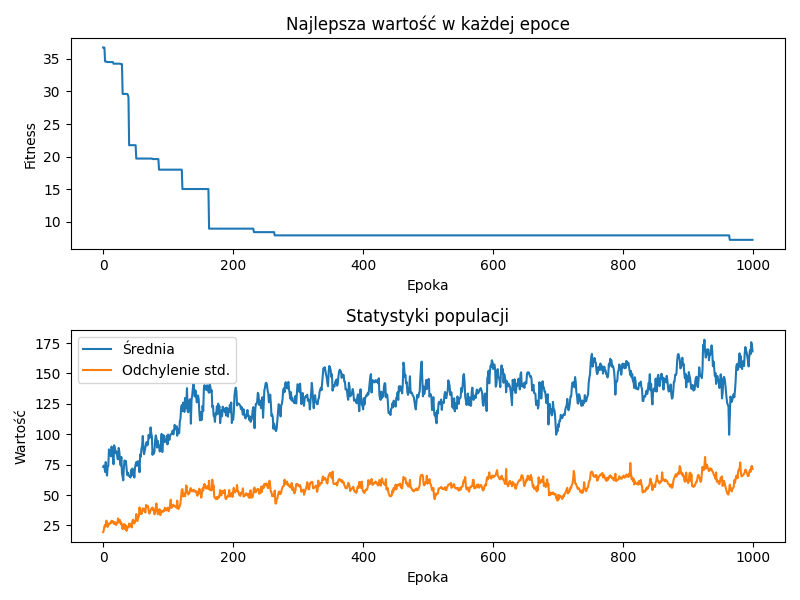 Najlepsza wartość w każdej epoce
35
30
25
20
15
10
Fitness
0 200 400 600 800 1000
Epoka
Statystyki populacji
Średnia
Odchylenie std.
175
150
125
100
75
50
25
Wartość
0 200 400 600 800 1000
Epoka